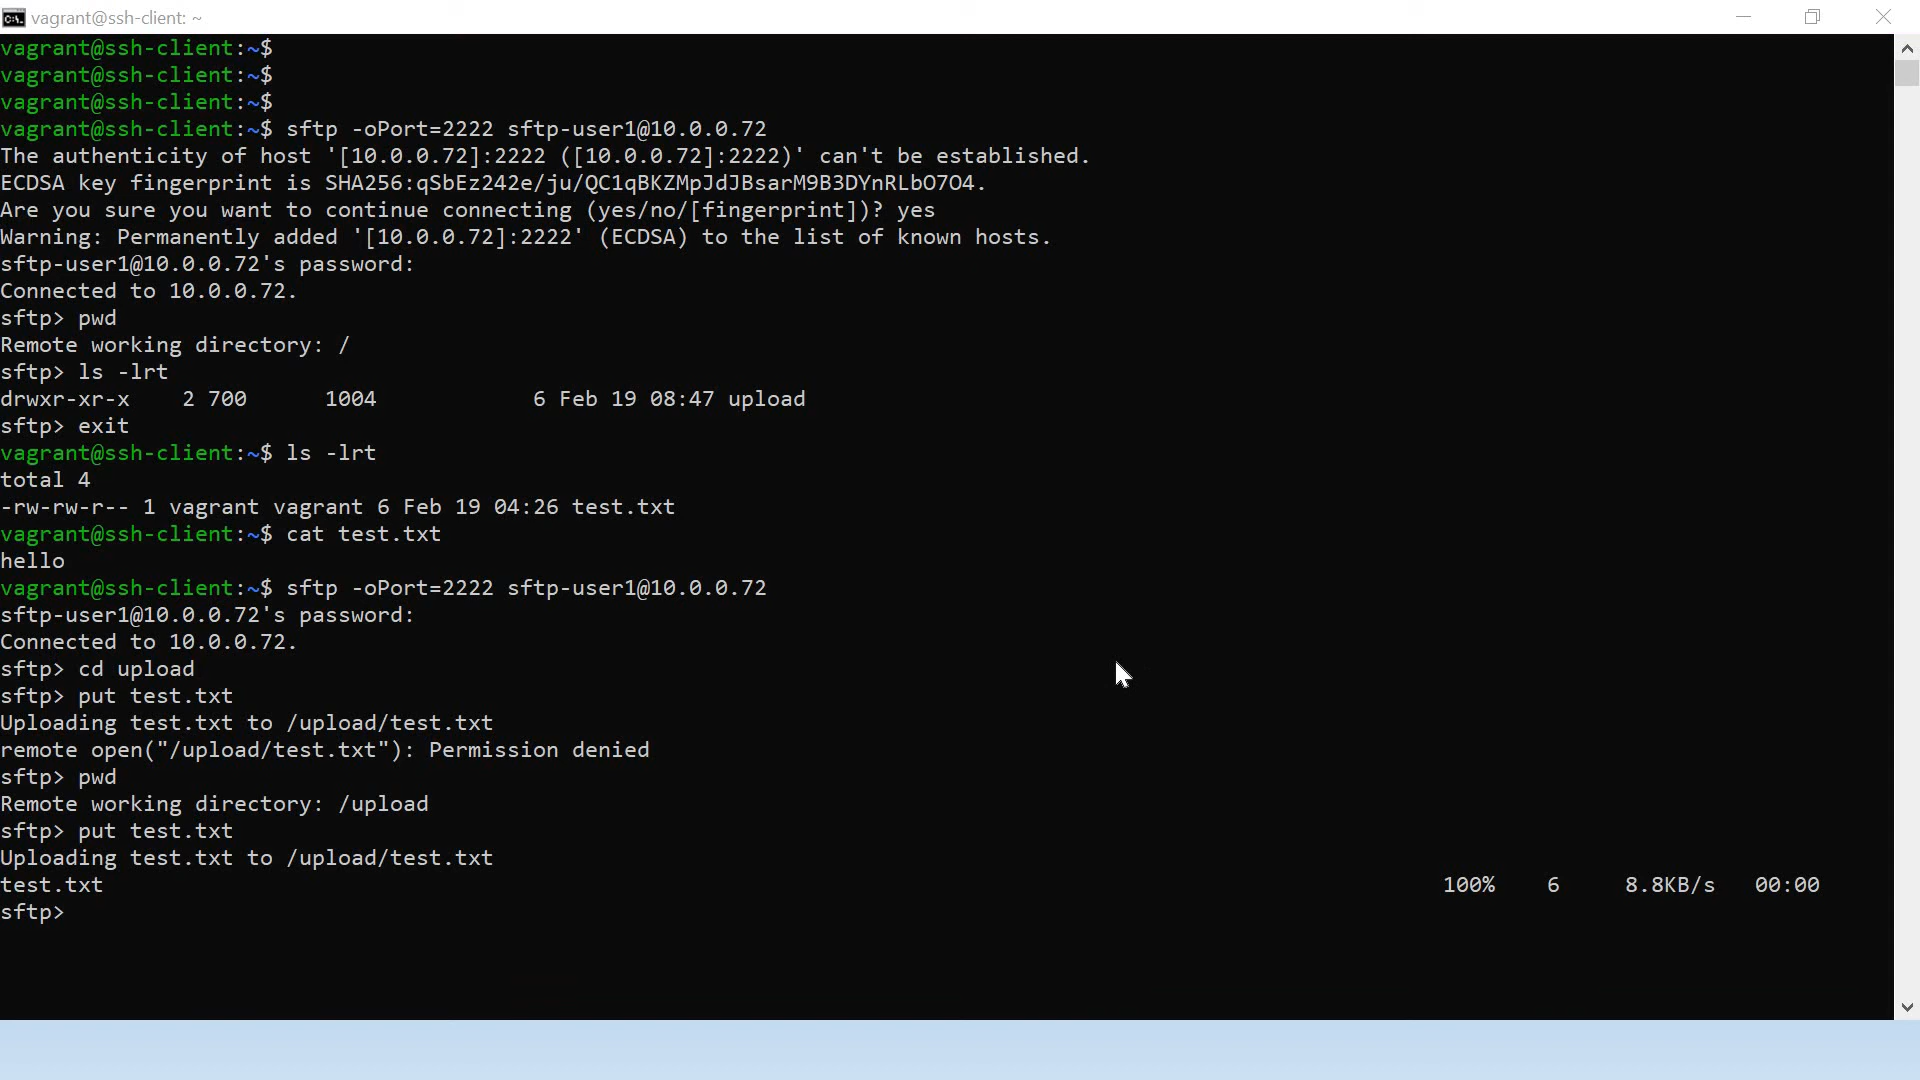 vagrant@ssh-client: ~
vagrant@ssh-client:~$
vagrant@ssh-client:~$
vagrant@ssh-client:~$
vagrant@ssh-client:~$ sftp -oPort=2222 sftp-user1@10.0.0.72
The authenticity of host '[10.0.0.72]:2222 ([10.0.0.72]:2222)' can't be established.
ECDSA key fingerprint is SHA256:qSbEz242e/ju/QC1qBKZMpJdJBsarM9B3DYnRLbO7O4.
Are you sure you want to continue connecting (yes/no/[fingerprint])? yes
Warning: Permanently added '[10.0.0.72]:2222' (ECDSA) to the list of known hosts.
sftp-user1@10.0.0.72's password:
Connected to 10.0.0.72.
sftp> pwd
Remote working directory: /
sftp> ls -lrt
drwxr-xr-x    2 700      1004            6 Feb 19 08:47 upload
sftp> exit
vagrant@ssh-client:~$ ls -lrt
total 4
-rw-rw-r-- 1 vagrant vagrant 6 Feb 19 04:26 test.txt
vagrant@ssh-client:~$ cat test.txt
hello
vagrant@ssh-client:~$ sftp -oPort=2222 sftp-user1@10.0.0.72
sftp-user1@10.0.0.72's password:
Connected to 10.0.0.72.
sftp> cd upload
sftp> put test.txt
Uploading test.txt to /upload/test.txt
remote open("/upload/test.txt"): Permission denied
sftp> pwd
Remote working directory: /upload
sftp> put test.txt
Uploading test.txt to /upload/test.txt
test.txt 100%    6     8.8KB/s   00:00
sftp>